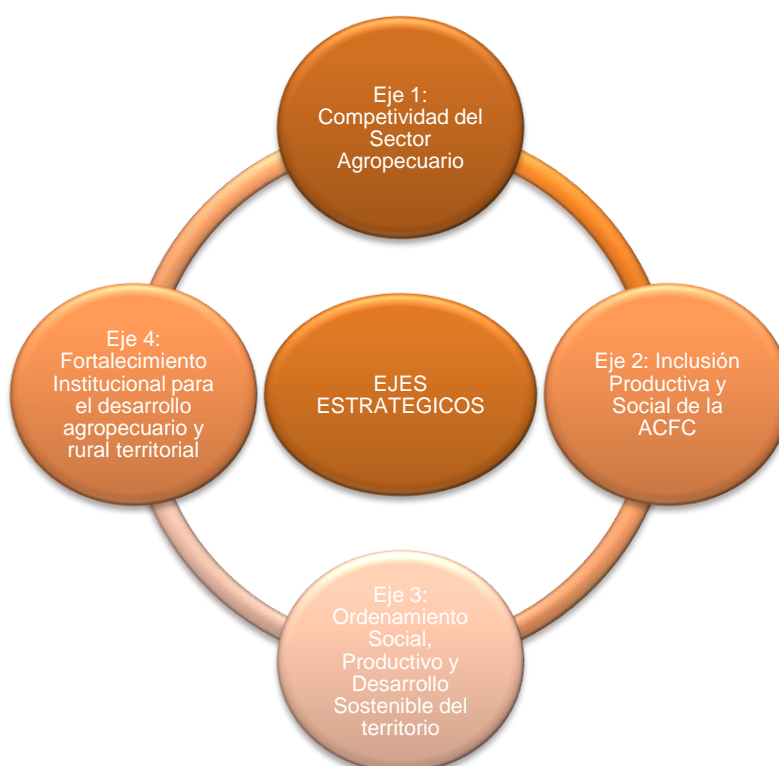 Eje 1:
Competividad del
Sector
Agropecuario
Eje 4:
Fortalecimiento
Institucional para
el desarrollo
agropecuario y
rural territorial
EJES
ESTRATEGICOS
Eje 2: Inclusión
Productiva y
Social de la
ACFC
Eje 3:
Ordenamiento
Social,
Productivo y
Desarrollo
Sostenible del
territorio